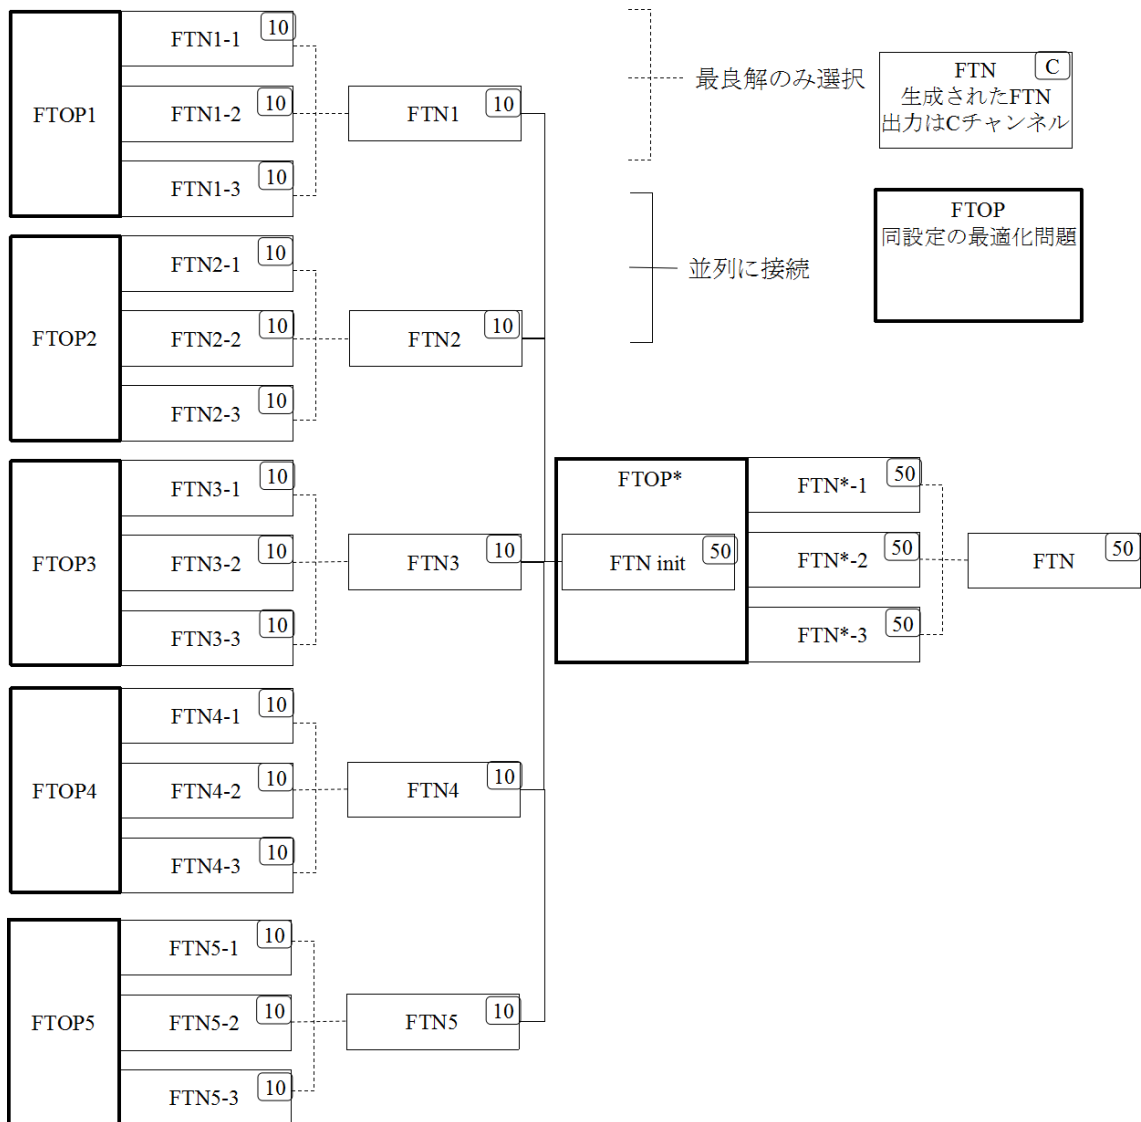 FTOP1
FTN1-1
10
FTN1-2
10
FTN1-3
10
FTN1
10
最良解のみ選択
FTN
C
生成されたFTN
出力はCチャンネル
並列に接続
FTOP
同設定の最適化問題
FTOP2
FTN2-1
10
FTN2-2
10
FTN2-3
10
FTN2
10
FTOP3
FTN3-1
10
FTN3-2
10
FTN3-3
10
FTN3
10
FTOP*
FTN init
50
FTN*-1
50
FTN*-2
50
FTN*-3
50
FTN
50
FTOP4
FTN4-1
10
FTN4-2
10
FTN4-3
10
FTN4
10
FTOP5
FTN5-1
10
FTN5-2
10
FTN5-3
10
FTN5
10